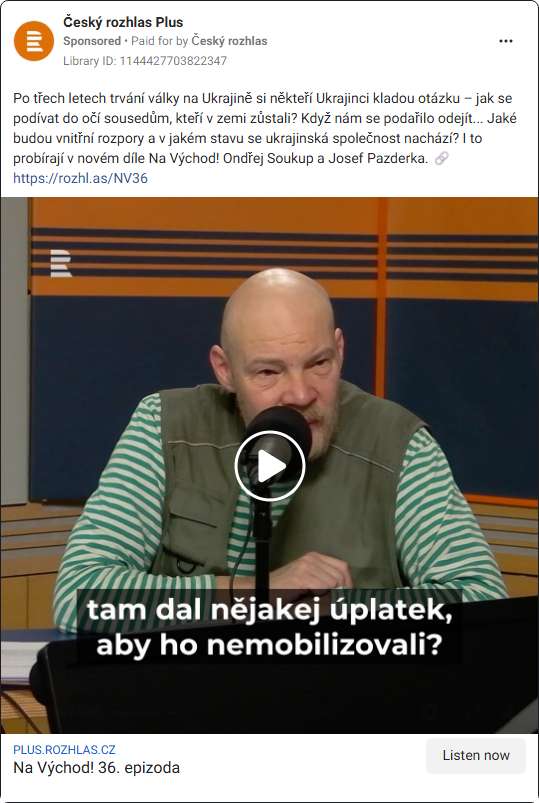 Český rozhlas Plus
Sponsored • Paid for by Český rozhlas
Library ID: 1144427703822347
Po třech letech trvání války na Ukrajině si někteří Ukrajinci kladou otázku – jak se
podívat do očí sousedům, kteří v zemi zůstali? Když nám se podařilo odejít... Jaké
budou vnitřní rozpory a v jakém stavu se ukrajinská společnost nachází? I to
probírají v novém díle Na Východ! Ondřej Soukup a Josef Pazderka. 🔗
https://rozhl.as/NV36
tam dal nějakej úplatek,
aby ho nemobilizovali?
PLUS.ROZHLAS.CZ
Na Východ! 36. epizoda
Listen now